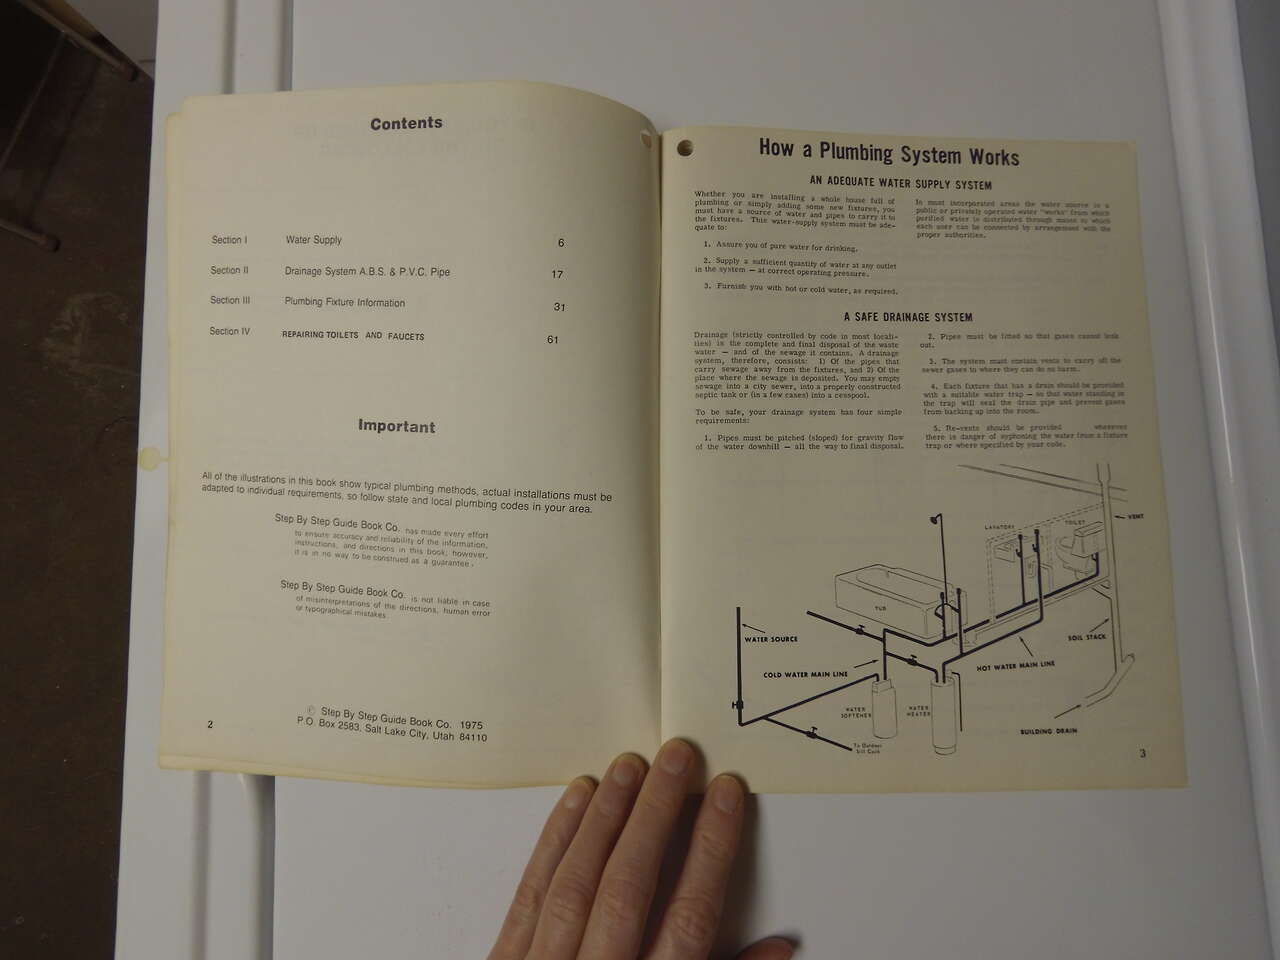 Contents
Section I Water Supply 6
Section II Drainage System A.B.S. & P.V.C. Pipe 17
Section III Plumbing Fixture Information 31
Section IV REPAIRING TOILETS AND FAUCETS 61
Important
All of the illustrations in this book show typical plumbing methods, actual installations must be
adapted to individual requirements, so follow state and local plumbing codes in your area.
Step By Step Guide Book Co. has made every effort
to ensure accuracy and reliability of the information,
instructions, and directions in this book; however,
it is in no way to be construed as a guarantee.
Step By Step Guide Book Co. is not liable in case
of misinterpretations of the directions, human error
or typographical mistakes.
© Step By Step Guide Book Co. 1975
P.O. Box 2583, Salt Lake City, Utah 84110
2
How a Plumbing System Works
AN ADEQUATE WATER SUPPLY SYSTEM
Whether you are installing a whole house full of
plumbing or simply adding some new fixtures, you
must have a source of water and pipes to carry it to
the fixtures. This water-supply system must be ade-
quate to:
1. Assure you of pure water for drinking.
2. Supply a sufficient quantity of water at any outlet
in the system — at correct operating pressure.
3. Furnish you with hot or cold water, as required.
In most incorporated areas the water source is a
public or privately operated water "works" from which
purified water is distributed through mains to which
each user can be connected by arrangement with the
proper authorities.
A SAFE DRAINAGE SYSTEM
Drainage (strictly controlled by code in most locali-
ties) is the complete and final disposal of the waste
water — and of the sewage it contains. A drainage
system, therefore, consists: 1) Of the pipes that
carry sewage away from the fixtures, and 2) Of the
place where the sewage is deposited. You may empty
sewage into a city sewer, into a properly constructed
septic tank or (in a few cases) into a cesspool.
To be safe, your drainage system has four simple
requirements:
1. Pipes must be pitched (sloped) for gravity flow
of the water downhill — all the way to final disposal.
2. Pipes must be fitted so that gases cannot leak
out.
3. The system must contain vents to carry off the
sewer gases to where they can do no harm.
4. Each fixture that has a drain should be provided
with a suitable water trap — so that water standing in
the trap will seal the drain pipe and prevent gases
from backing up into the room.
5. Re-vents should be provided wherever
there is danger of syphoning the water from a fixture
trap or where specified by your code.
LAVATORY
TOILET
VENT
TUB
WATER SOURCE
SOIL STACK
COLD WATER MAIN LINE
HOT WATER MAIN LINE
WATER
SOFTENER
WATER
HEATER
BUILDING DRAIN
To Outdoor
Sill Cock
3